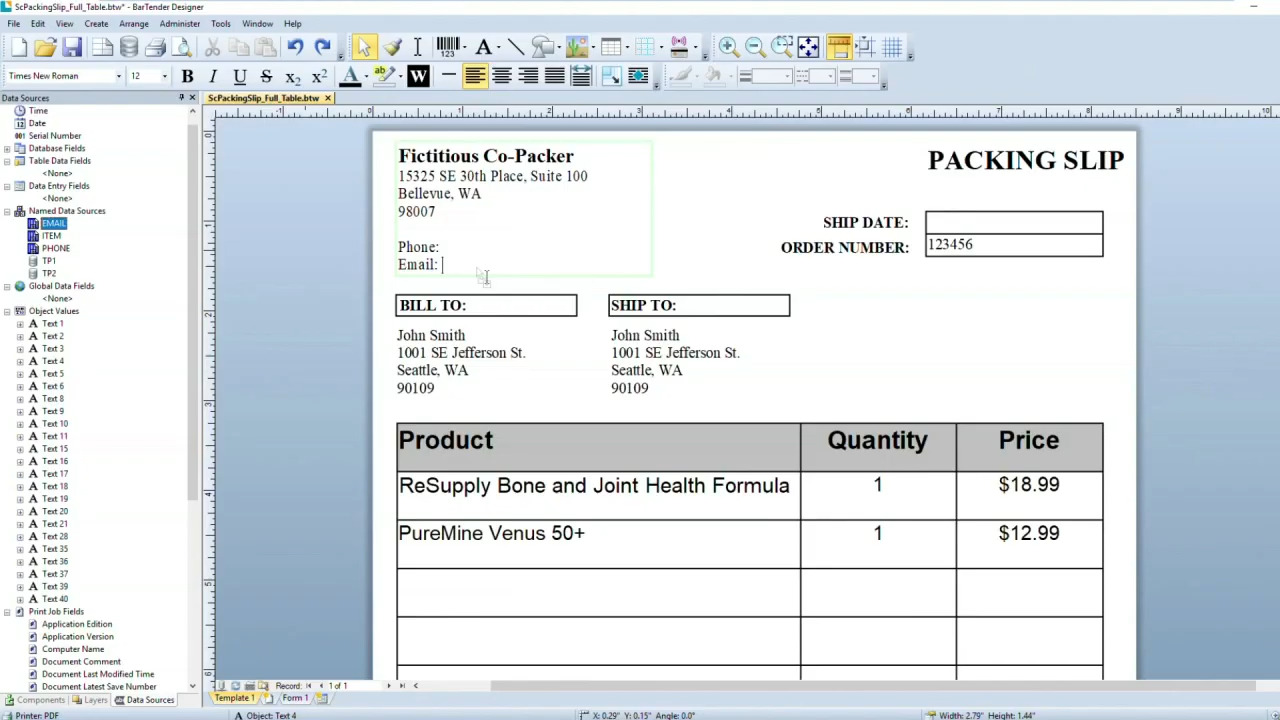 ScPackingSlip_Full_Table.btw* - BarTender Designer
File Edit View Create Arrange Administer Tools Window Help
Times New Roman 12 B I U S x₂ x² A ab W
Data Sources
ScPackingSlip_Full_Table.btw ×
Time
Date
Serial Number
Database Fields
Table Data Fields
<None>
Data Entry Fields
<None>
Named Data Sources
EMAIL
ITEM
PHONE
TP1
TP2
Global Data Fields
<None>
Object Values
Text 1
Text 2
Text 3
Text 4
Text 5
Text 6
Text 8
Text 9
Text 10
Text 11
Text 15
Text 16
Text 17
Text 18
Text 19
Text 20
Text 21
Text 28
Text 35
Text 36
Text 37
Text 39
Text 40
Print Job Fields
Application Edition
Application Version
Computer Name
Document Comment
Document Last Modified Time
Document Latest Save Number
Components Layers Data Sources
Fictitious Co-Packer
15325 SE 30th Place, Suite 100
Bellevue, WA
98007
Phone:
Email:
PACKING SLIP
SHIP DATE:
ORDER NUMBER: 123456
BILL TO:
John Smith
1001 SE Jefferson St.
Seattle, WA
90109
SHIP TO:
John Smith
1001 SE Jefferson St.
Seattle, WA
90109
Product Quantity Price
ReSupply Bone and Joint Health Formula 1 $18.99
PureMine Venus 50+ 1 $12.99
Record: 1 of 1
Template 1 Form 1
Printer: PDF Object: Text 4 X: 0.29" Y: 0.15" Angle: 0.0° Width: 2.79" Height: 1.44"